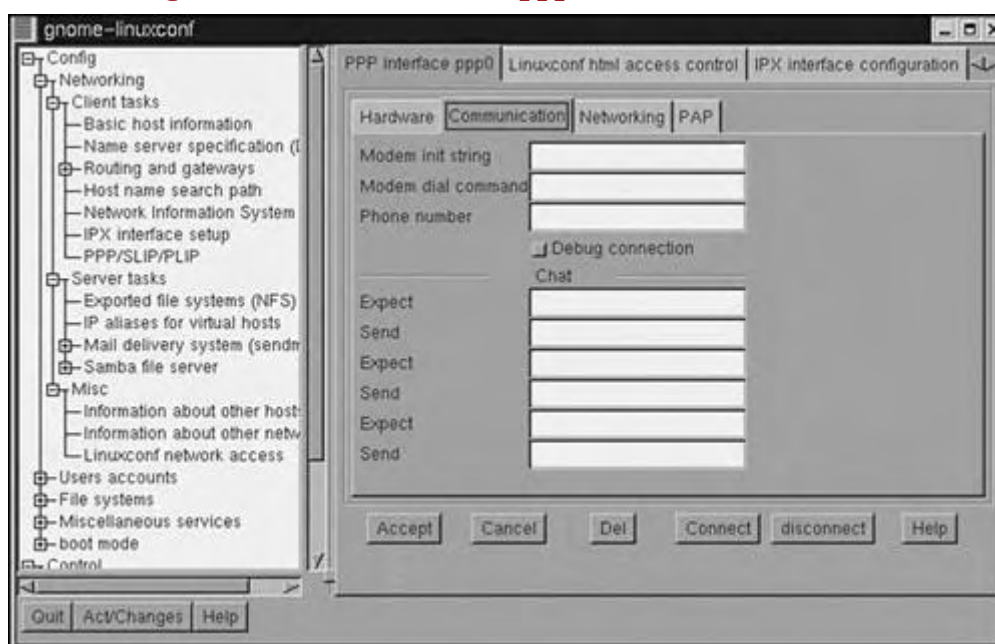 gnome-linuxconf
Config
Networking
Client tasks
Basic host information
Name server specification (
Routing and gateways
Host name search path
Network Information System
IPX interface setup
PPP/SLIP/PLIP
Server tasks
Exported file systems (NFS)
IP aliases for virtual hosts
Mail delivery system (sendm
Samba file server
Misc
Information about other host
Information about other netw
Linuxconf network access
Users accounts
File systems
Miscellaneous services
boot mode
Control
Quit Act/Changes Help
PPP interface ppp0 Linuxconf html access control IPX interface configuration
Hardware Communication Networking PAP
Modem init string
Modem dial command
Phone number
Debug connection
Chat
Expect
Send
Expect
Send
Expect
Send
Accept Cancel Del Connect disconnect Help